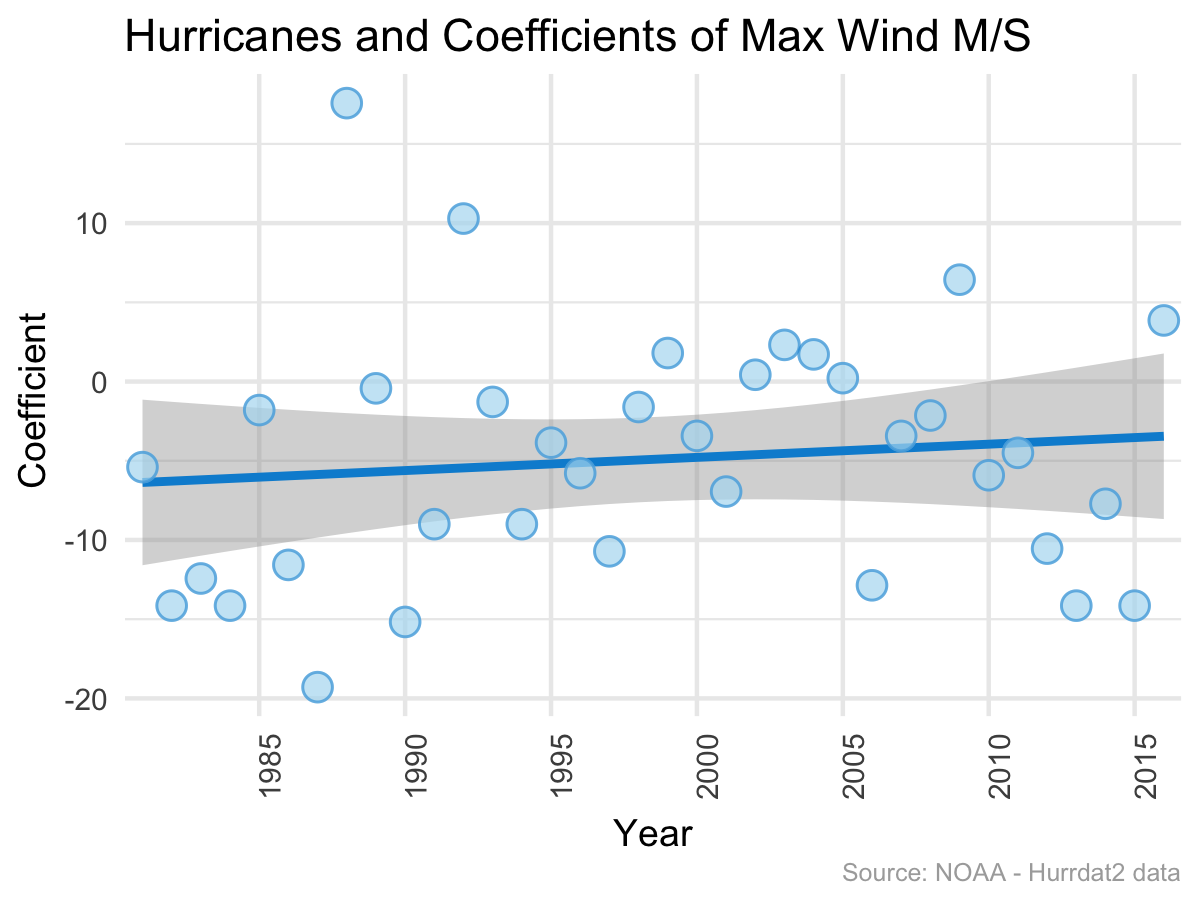 Hurricanes and Coefficients of Max Wind M/S
Coefficient
10
0
-10
-20
1985
1990
1995
2000
2005
2010
2015
Year
Source: NOAA - Hurrdat2 data